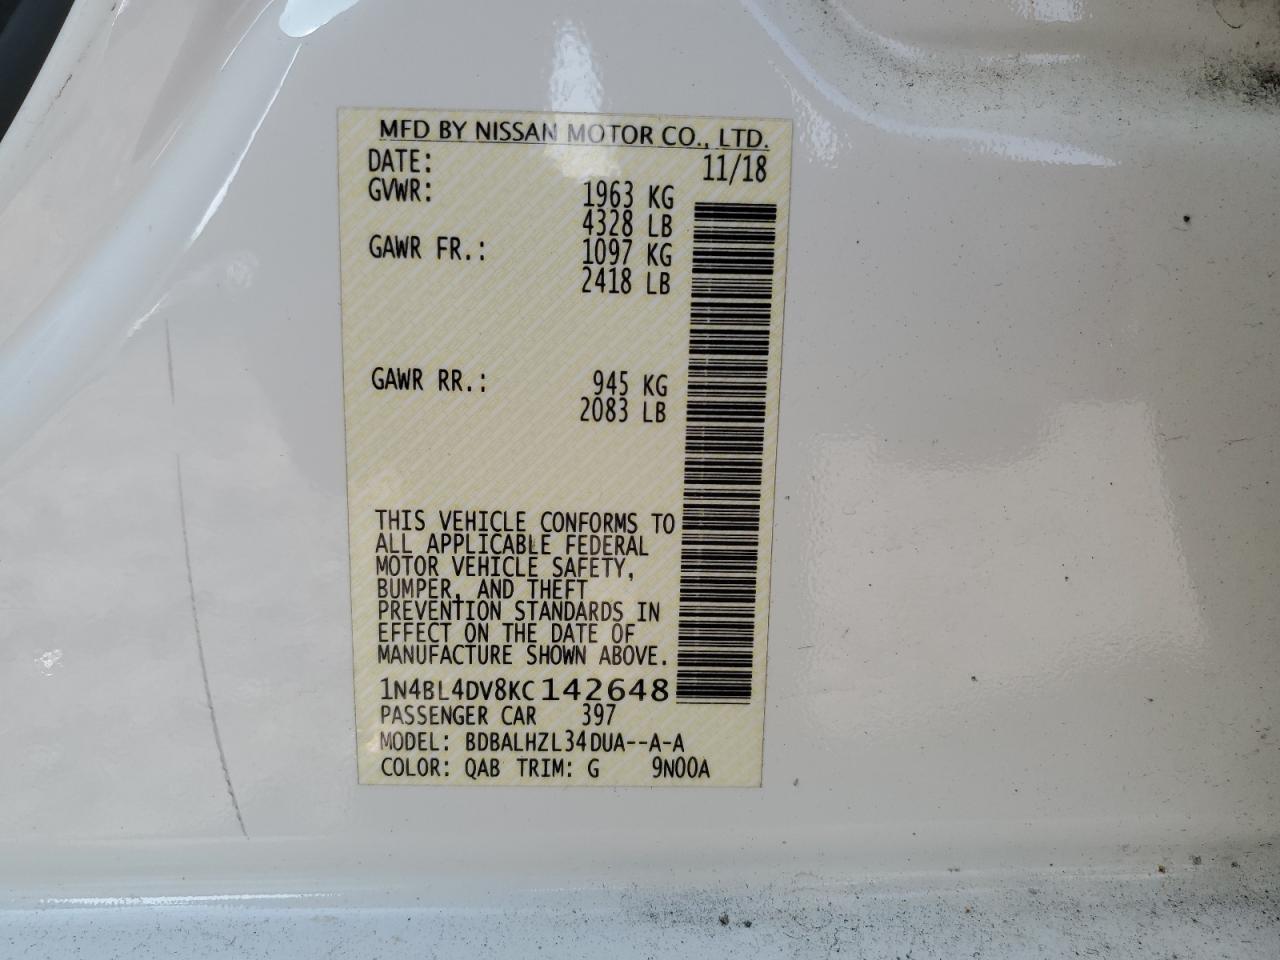 MFD BY NISSAN MOTOR CO., LTD.
DATE: 11/18
GVWR: 1963 KG
4328 LB
GAWR FR.: 1097 KG
2418 LB
GAWR RR.: 945 KG
2083 LB
THIS VEHICLE CONFORMS TO
ALL APPLICABLE FEDERAL
MOTOR VEHICLE SAFETY,
BUMPER, AND THEFT
PREVENTION STANDARDS IN
EFFECT ON THE DATE OF
MANUFACTURE SHOWN ABOVE.
1N4BL4DV8KC142648
PASSENGER CAR 397
MODEL: BDBALHZL34DUA--A-A
COLOR: QAB TRIM: G 9N00A